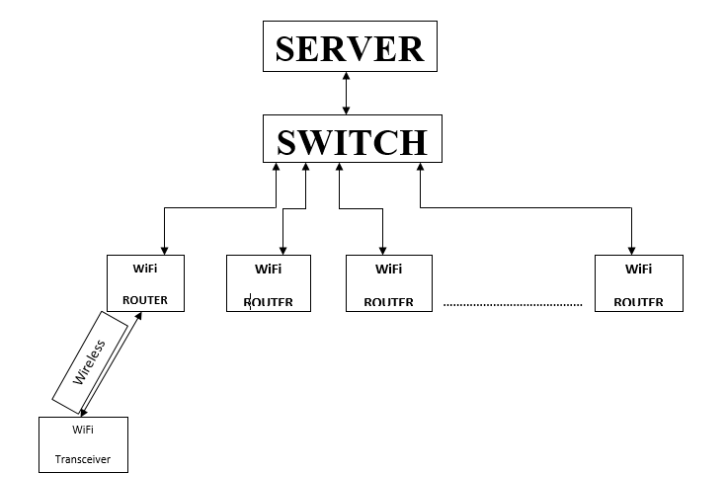 SERVER
SWITCH
WiFi
ROUTER
WiFi
ROUTER
WiFi
ROUTER
WiFi
ROUTER
Wireless
WiFi
Transceiver